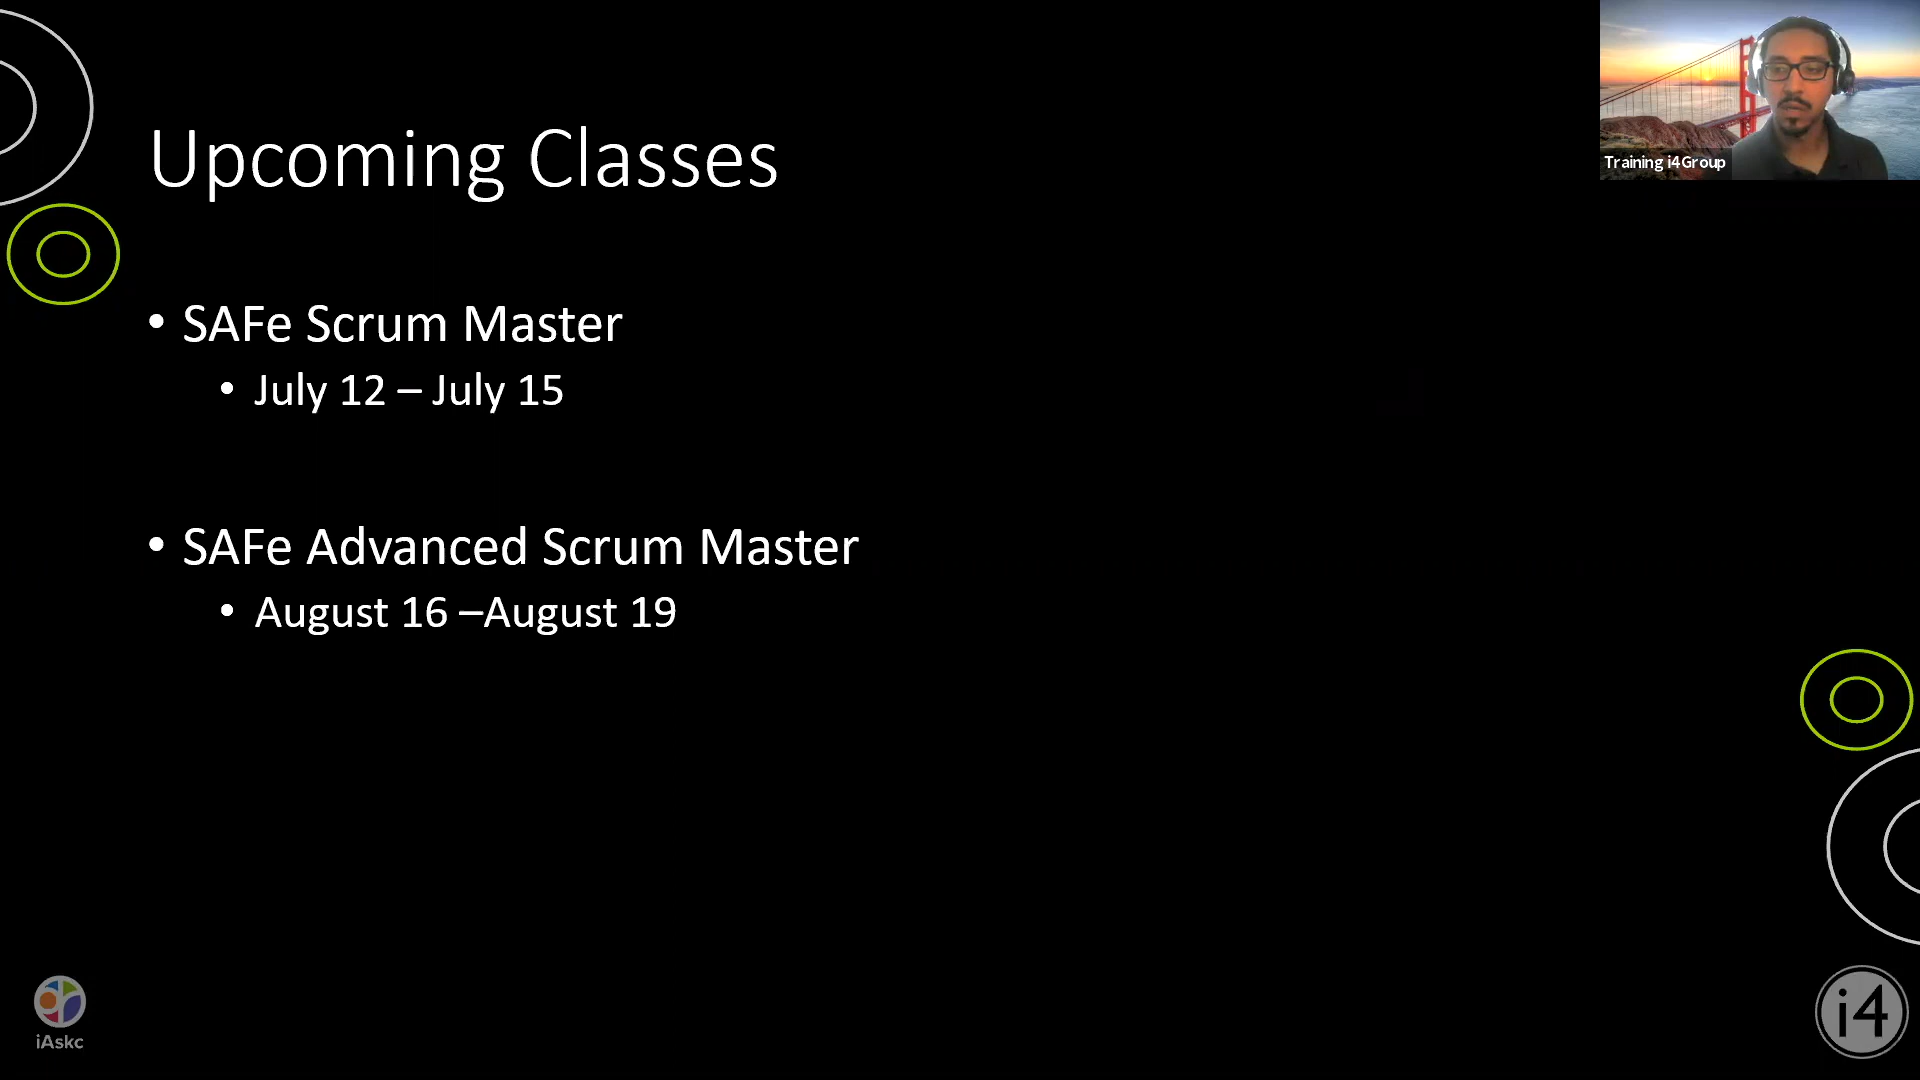 Upcoming Classes
Training i4Group
• SAFe Scrum Master
• July 12 – July 15
• SAFe Advanced Scrum Master
• August 16 –August 19
iAskc
i4